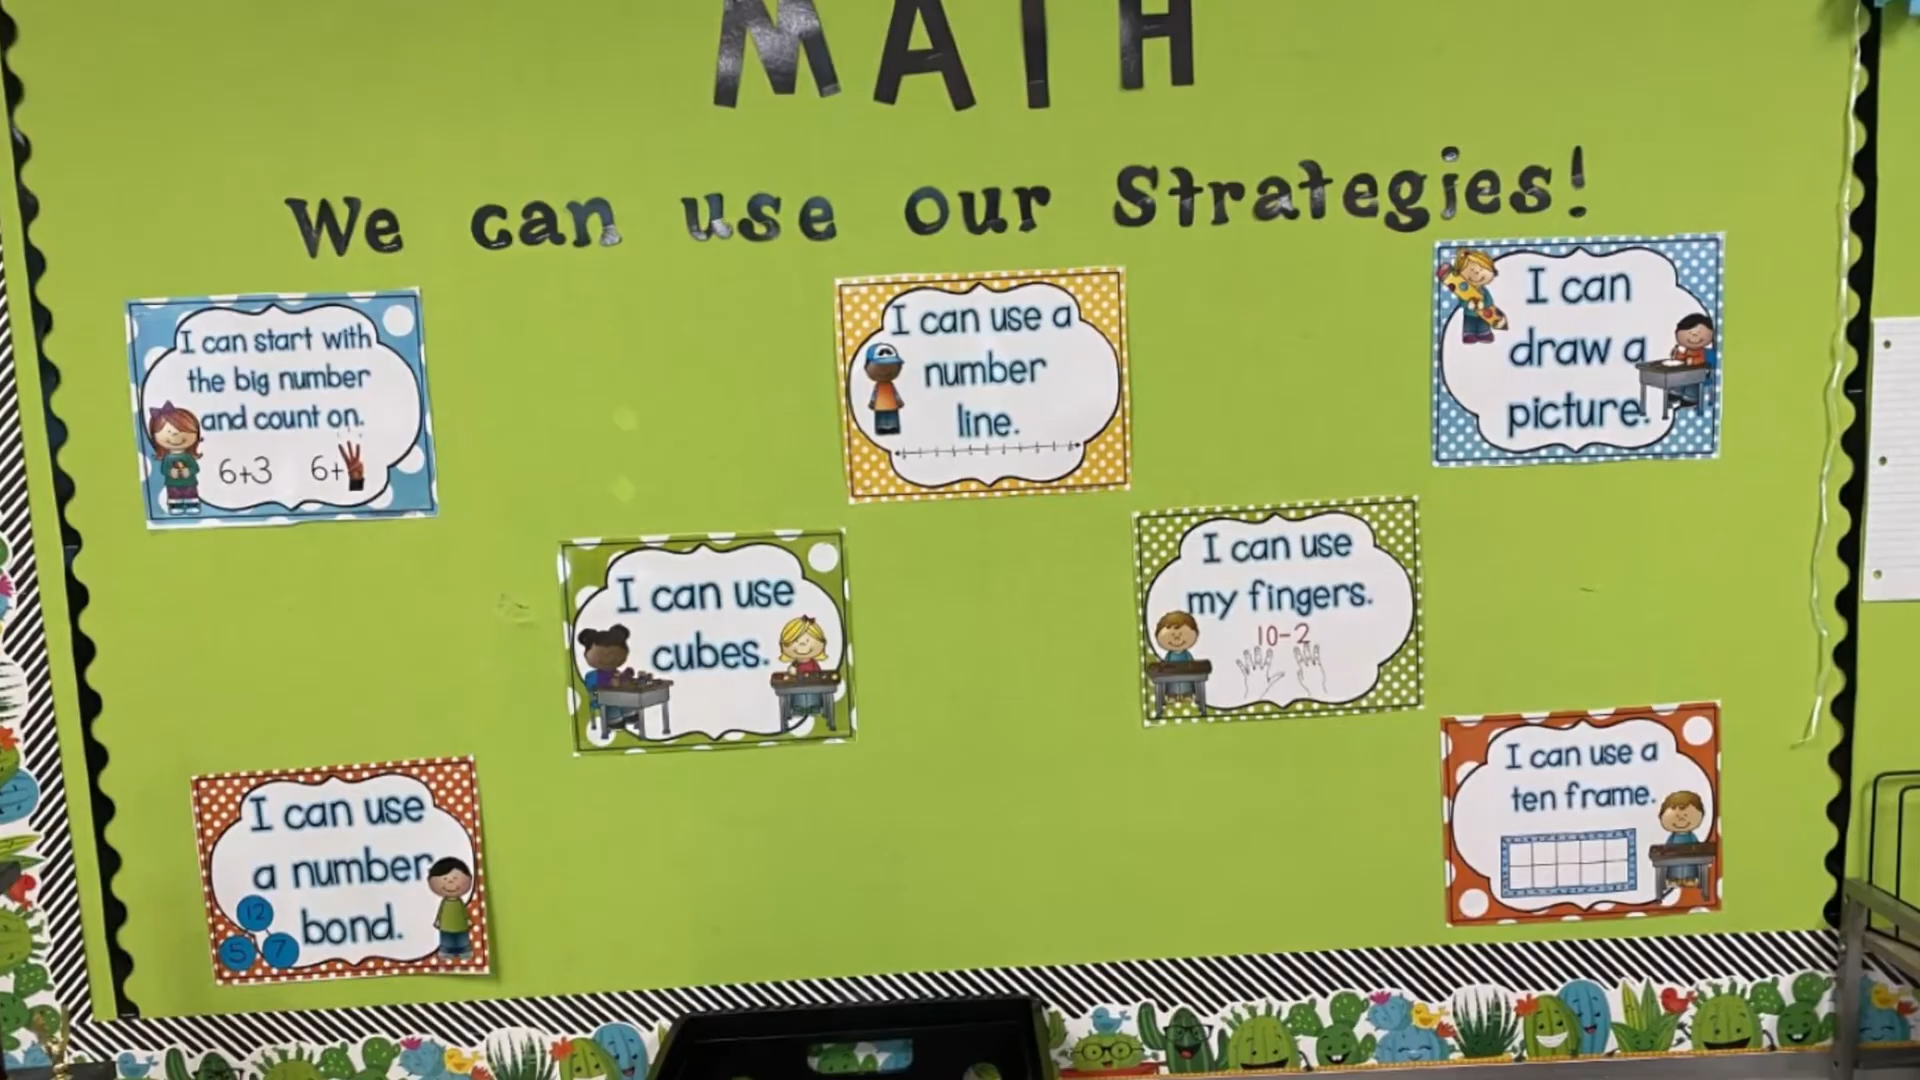 MATH
We can use our Strategies!
I can start with
the big number
and count on.
6+3 6+
I can use a
number
line.
I can
draw a
picture.
I can use
cubes.
I can use
my fingers.
10-2
I can use
a number
bond.
12
5 7
I can use a
ten frame.